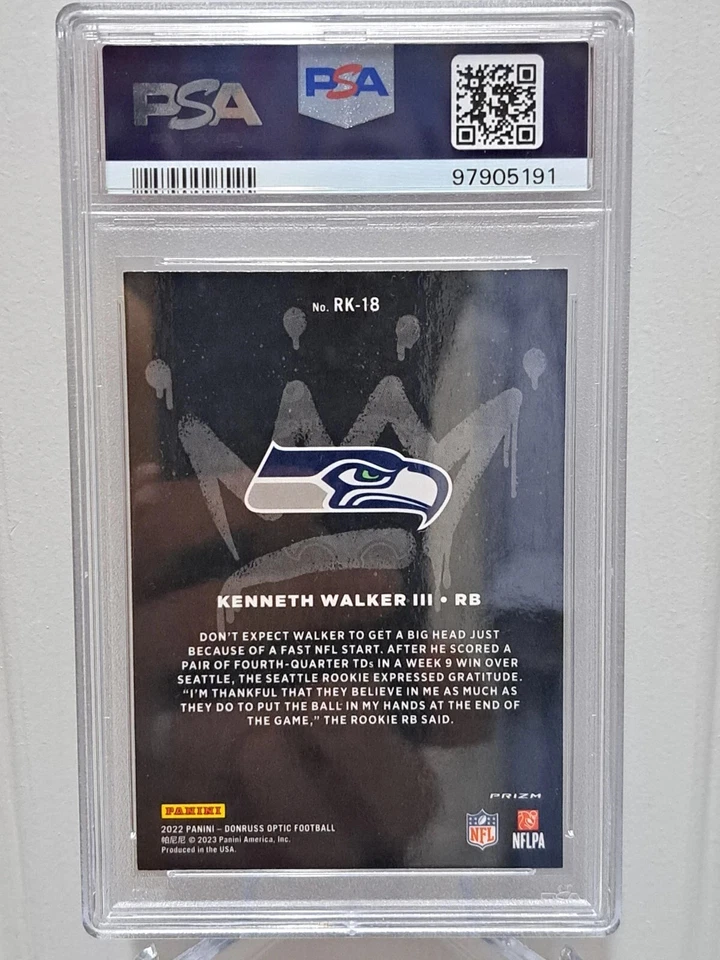 PSA PSA
97905191
No. RK-18
KENNETH WALKER III • RB
DON'T EXPECT WALKER TO GET A BIG HEAD JUST
BECAUSE OF A FAST NFL START. AFTER HE SCORED A
PAIR OF FOURTH-QUARTER TDs IN A WEEK 9 WIN OVER
SEATTLE, THE SEATTLE ROOKIE EXPRESSED GRATITUDE.
"I'M THANKFUL THAT THEY BELIEVE IN ME AS MUCH AS
THEY DO TO PUT THE BALL IN MY HANDS AT THE END OF
THE GAME," THE ROOKIE RB SAID.
PRIZM
PANINI
2022 PANINI – DONRUSS OPTIC FOOTBALL
帕尼尼 © 2023 Panini America, Inc.
Produced in the USA.
NFL
NFLPA